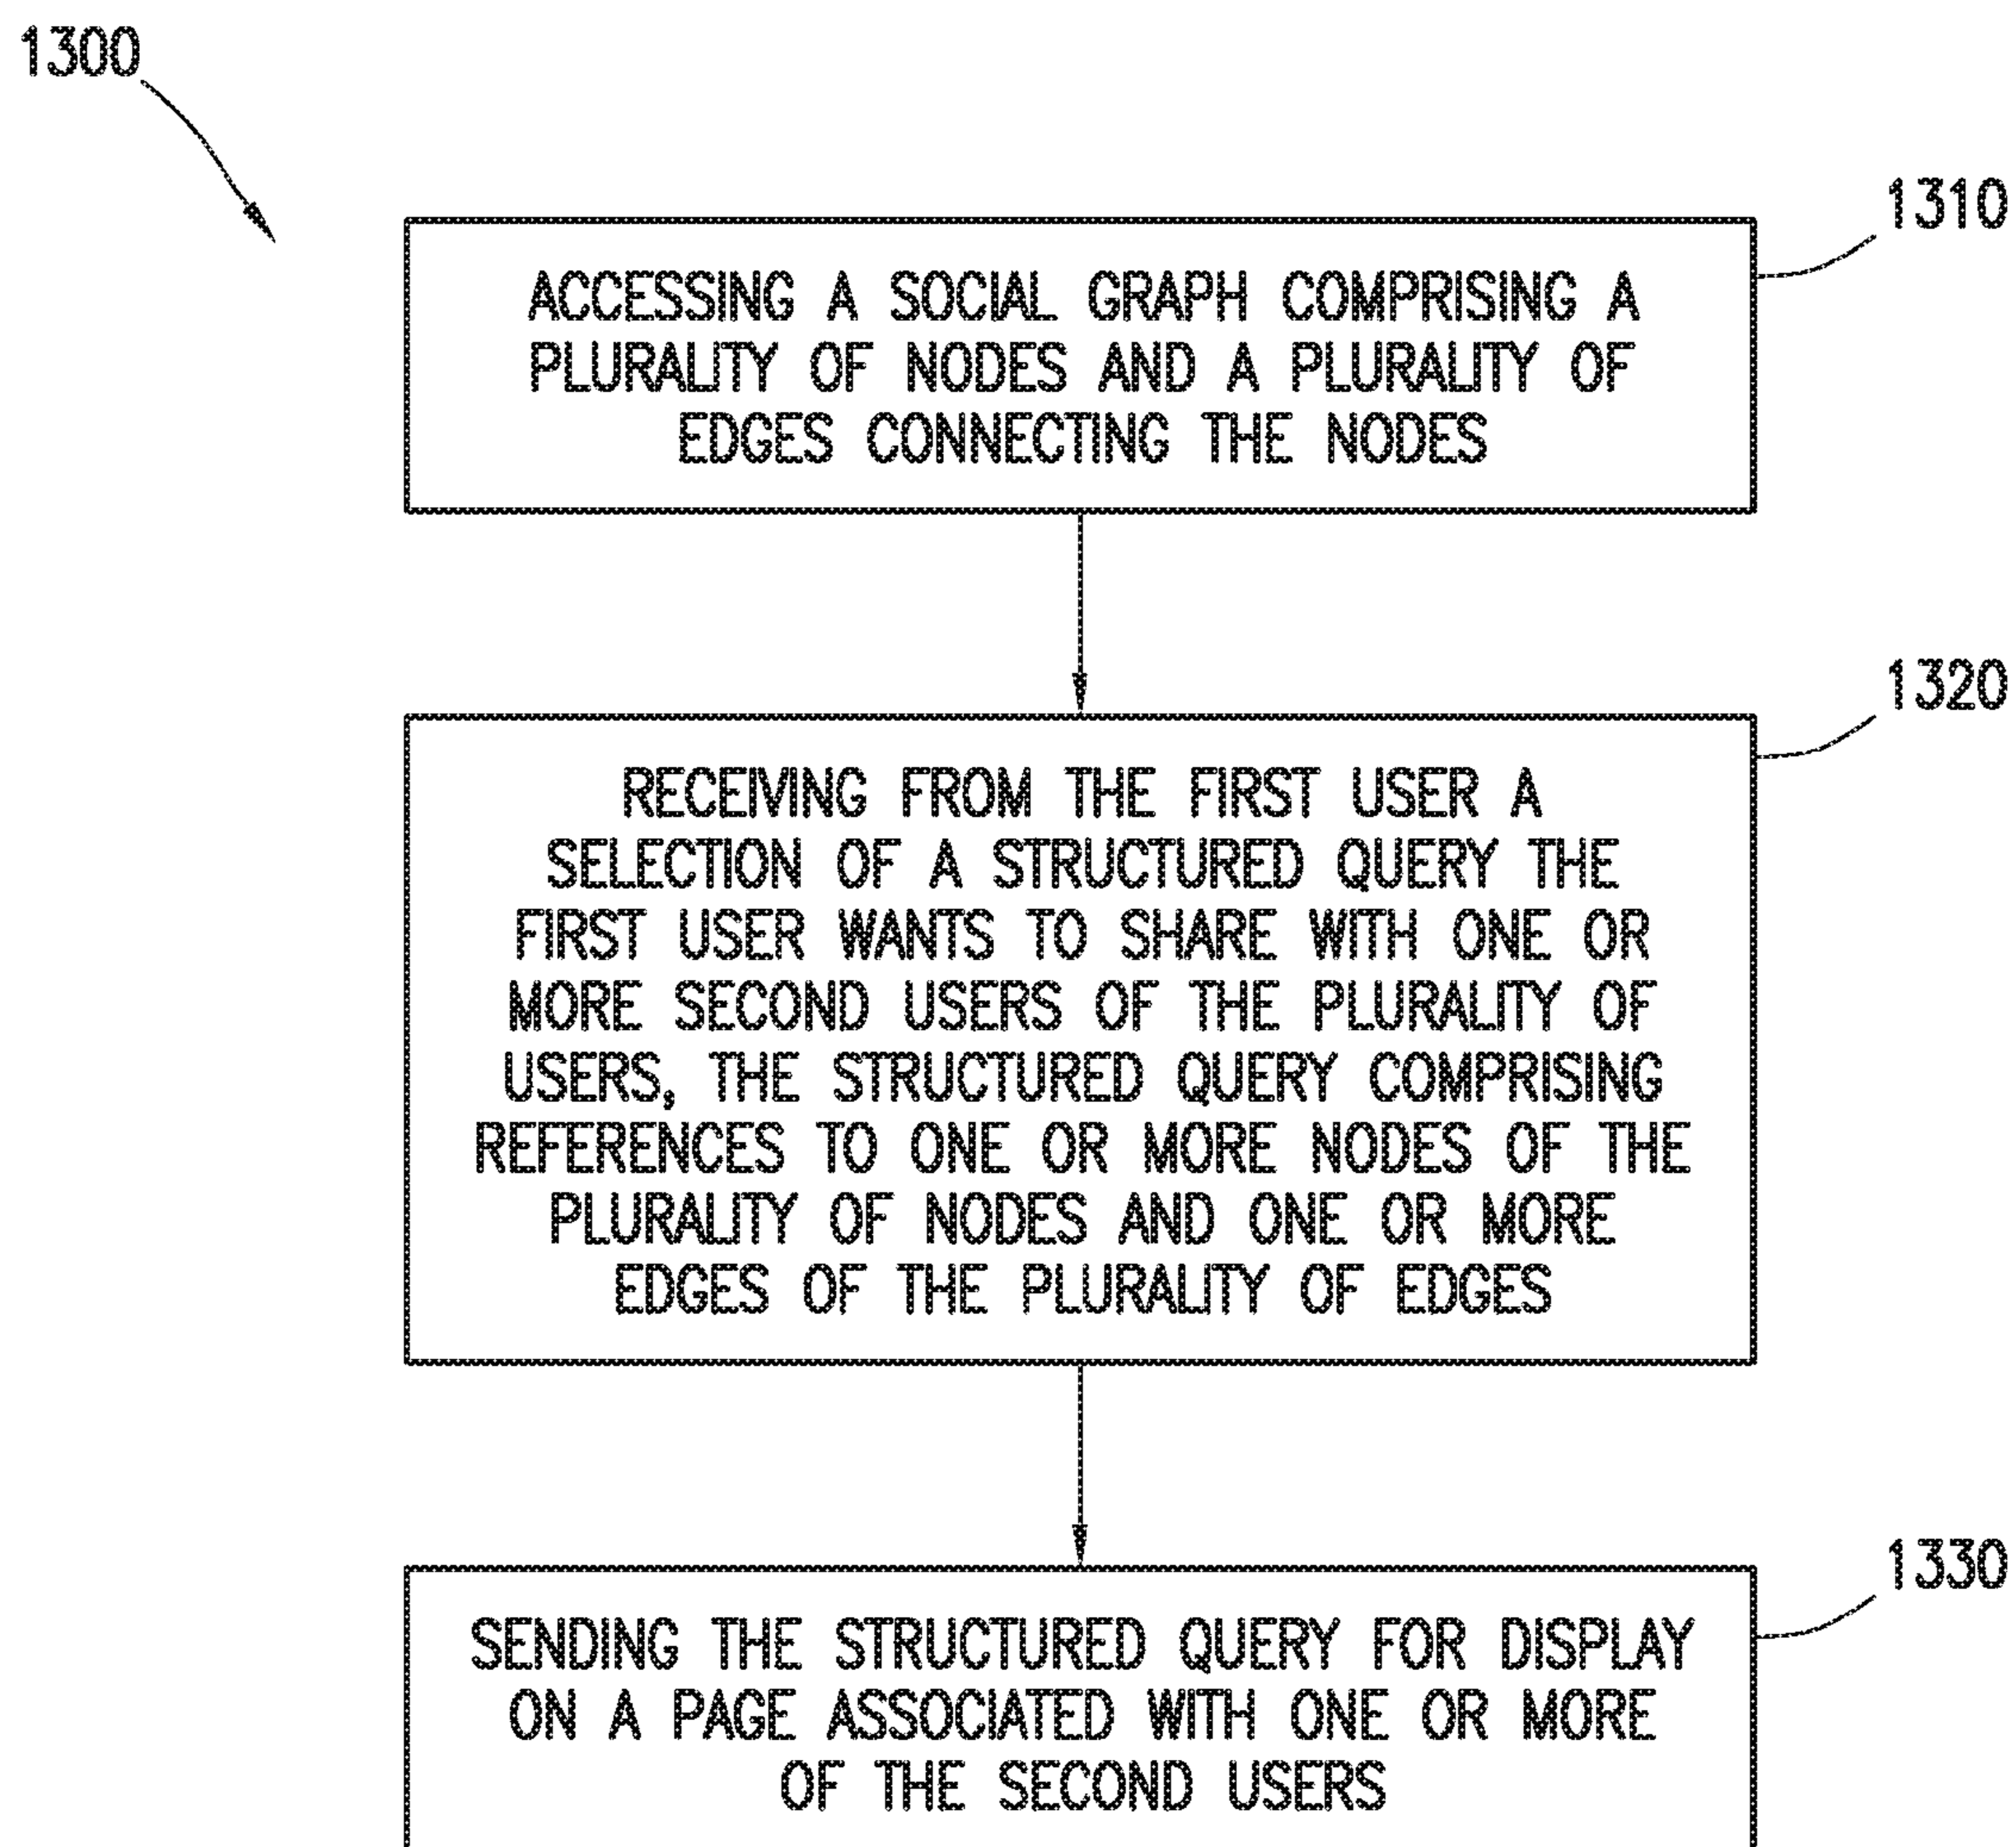 1300
1310
ACCESSING A SOCIAL GRAPH COMPRISING A
PLURALITY OF NODES AND A PLURALITY OF
EDGES CONNECTING THE NODES
1320
RECEIVING FROM THE FIRST USER A
SELECTION OF A STRUCTURED QUERY THE
FIRST USER WANTS TO SHARE WITH ONE OR
MORE SECOND USERS OF THE PLURALITY OF
USERS, THE STRUCTURED QUERY COMPRISING
REFERENCES TO ONE OR MORE NODES OF THE
PLURALITY OF NODES AND ONE OR MORE
EDGES OF THE PLURALITY OF EDGES
1330
SENDING THE STRUCTURED QUERY FOR DISPLAY
ON A PAGE ASSOCIATED WITH ONE OR MORE
OF THE SECOND USERS